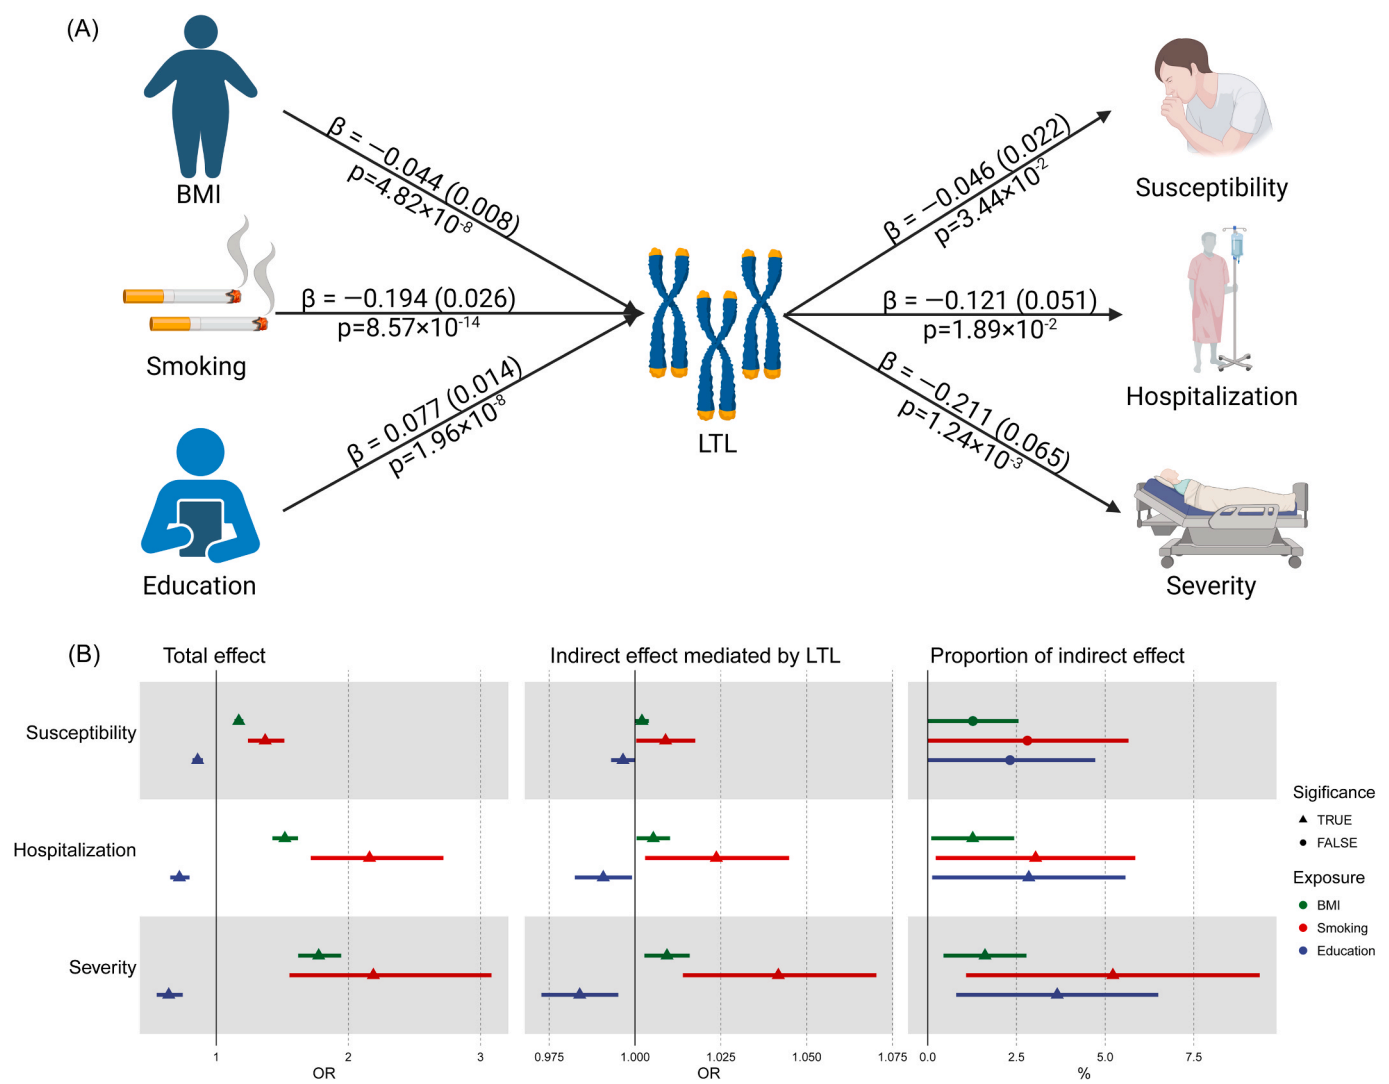 (A)
BMI
β = −0.044 (0.008)
p=4.82×10-8
Smoking
β = −0.194 (0.026)
p=8.57×10-14
Education
β = 0.077 (0.014)
p=1.96×10-8
LTL
β = −0.046 (0.022)
p=3.44×10-2
Susceptibility
β = −0.121 (0.051)
p=1.89×10-2
Hospitalization
β = −0.211 (0.065)
p=1.24×10-3
Severity
(B)
Total effect
Indirect effect mediated by LTL
Proportion of indirect effect
Susceptibility
Hospitalization
Severity
1 2 3
OR
0.975 1.000 1.025 1.050 1.075
OR
0.0 2.5 5.0 7.5
%
Sigificance
TRUE
FALSE
Exposure
BMI
Smoking
Education